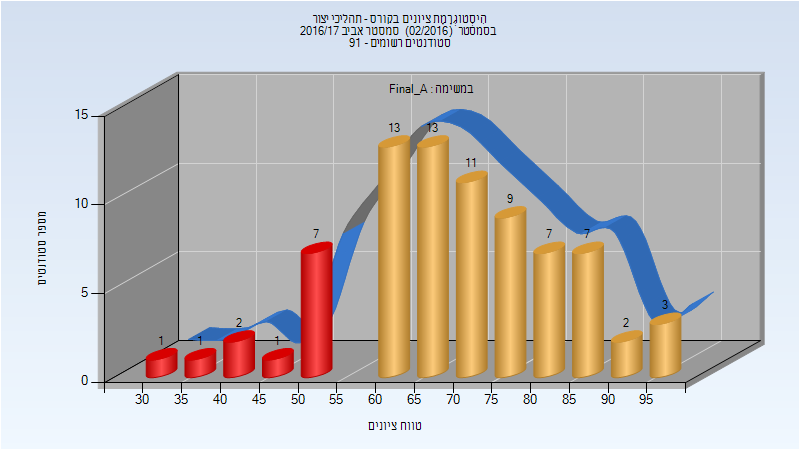 היסטוגרמת ציונים בקורס - תהליכי יצור
בסמסטר (02/2016) סמסטר אביב 2016/17
סטודנטים רשומים - 91
במשימה : Final_A
מספר סטודנטים
15
10
5
0
1
1
2
1
7
13
13
11
9
7
7
2
3
30 35 40 45 50 55 60 65 70 75 80 85 90 95
טווח ציונים